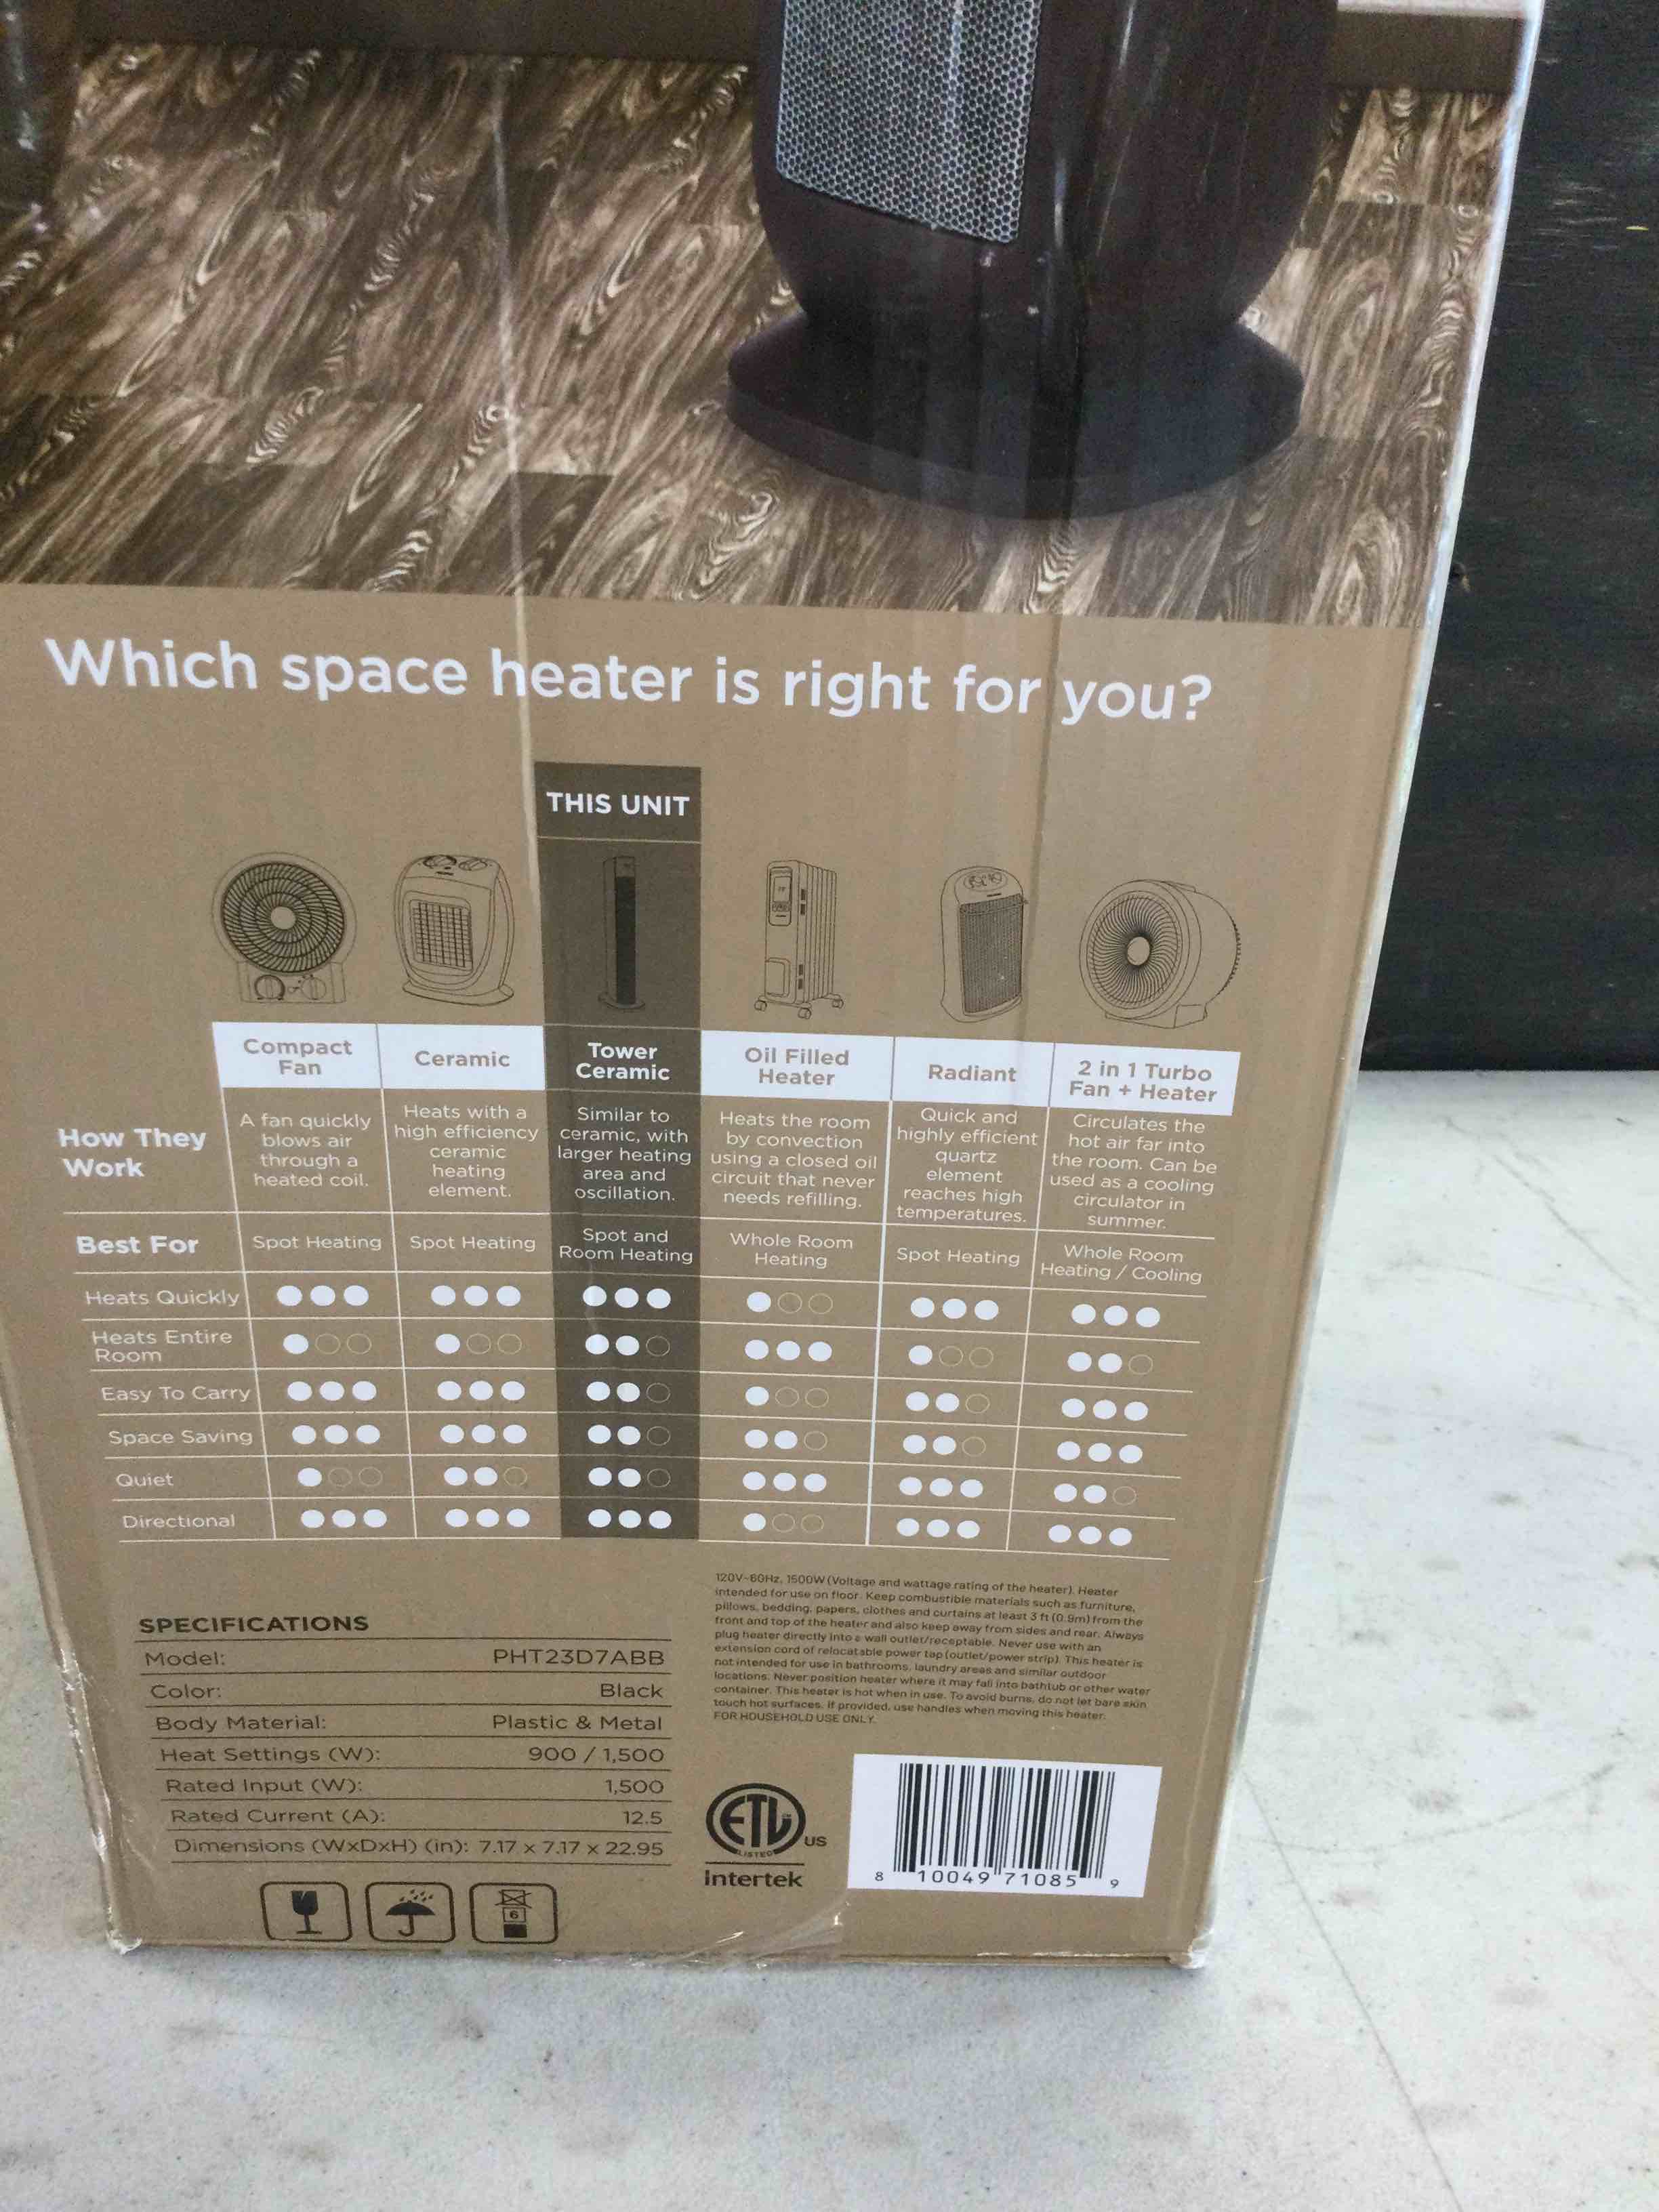 Which space heater is right for you?
THIS UNIT
Compact
Fan
Ceramic
Tower
Ceramic
Oil Filled
Heater
Radiant
2 in 1 Turbo
Fan + Heater
How They
Work
A fan quickly
blows air
through a
heated coil.
Heats with a
high efficiency
ceramic
heating
element.
Similar to
ceramic, with
larger heating
area and
oscillation.
Heats the room
by convection
using a closed oil
circuit that never
needs refilling.
Quick and
highly efficient
quartz
element
reaches high
temperatures.
Circulates the
hot air far into
the room. Can be
used as a cooling
circulator in
summer.
Best For
Spot Heating
Spot Heating
Spot and
Room Heating
Whole Room
Heating
Spot Heating
Whole Room
Heating / Cooling
Heats Quickly
Heats Entire
Room
Easy To Carry
Space Saving
Quiet
Directional
SPECIFICATIONS
Model: PHT23D7ABB
Color: Black
Body Material: Plastic & Metal
Heat Settings (W): 900 / 1,500
Rated Input (W): 1,500
Rated Current (A): 12.5
Dimensions (WxDxH) (in): 7.17 x 7.17 x 22.95
6
120V~60Hz, 1500W (Voltage and wattage rating of the heater). Heater
intended for use on floor. Keep combustible materials such as furniture,
pillows, bedding, papers, clothes and curtains at least 3 ft (0.9m) from the
front and top of the heater and also keep away from sides and rear. Always
plug heater directly into a wall outlet/receptable. Never use with an
extension cord of relocatable power tap (outlet/power strip). This heater is
not intended for use in bathrooms, laundry areas and similar outdoor
locations. Never position heater where it may fall into bathtub or other water
container. This heater is hot when in use. To avoid burns, do not let bare skin
touch hot surfaces. If provided, use handles when moving this heater.
FOR HOUSEHOLD USE ONLY.
ETL
LISTED
US
Intertek
8 10049 71085 9